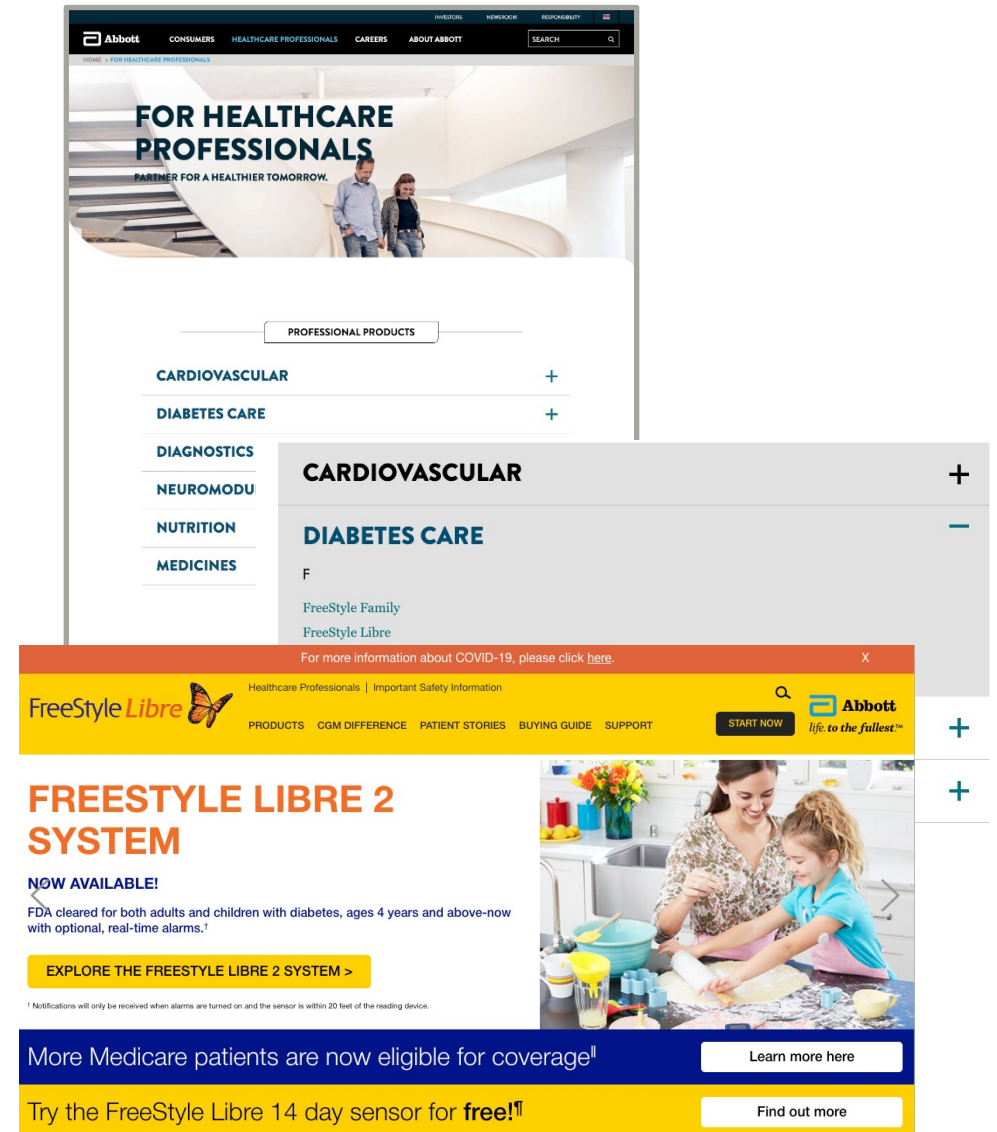 INVESTORS NEWSROOM RESPONSIBILITY
Abbott CONSUMERS HEALTHCARE PROFESSIONALS CAREERS ABOUT ABBOTT SEARCH
HOME > FOR HEALTHCARE PROFESSIONALS
FOR HEALTHCARE
PROFESSIONALS
PARTNER FOR A HEALTHIER TOMORROW.
PROFESSIONAL PRODUCTS
CARDIOVASCULAR +
DIABETES CARE +
DIAGNOSTICS
NEUROMODU
NUTRITION
MEDICINES
CARDIOVASCULAR +
DIABETES CARE −
F
FreeStyle Family
FreeStyle Libre
+
+
For more information about COVID-19, please click here. X
Healthcare Professionals | Important Safety Information
FreeStyle Libre
PRODUCTS CGM DIFFERENCE PATIENT STORIES BUYING GUIDE SUPPORT
START NOW
Abbott
life. to the fullest.™
FREESTYLE LIBRE 2
SYSTEM
NOW AVAILABLE!
FDA cleared for both adults and children with diabetes, ages 4 years and above-now
with optional, real-time alarms.†
EXPLORE THE FREESTYLE LIBRE 2 SYSTEM >
† Notifications will only be received when alarms are turned on and the sensor is within 20 feet of the reading device.
More Medicare patients are now eligible for coverage‖ Learn more here
Try the FreeStyle Libre 14 day sensor for free!¶ Find out more